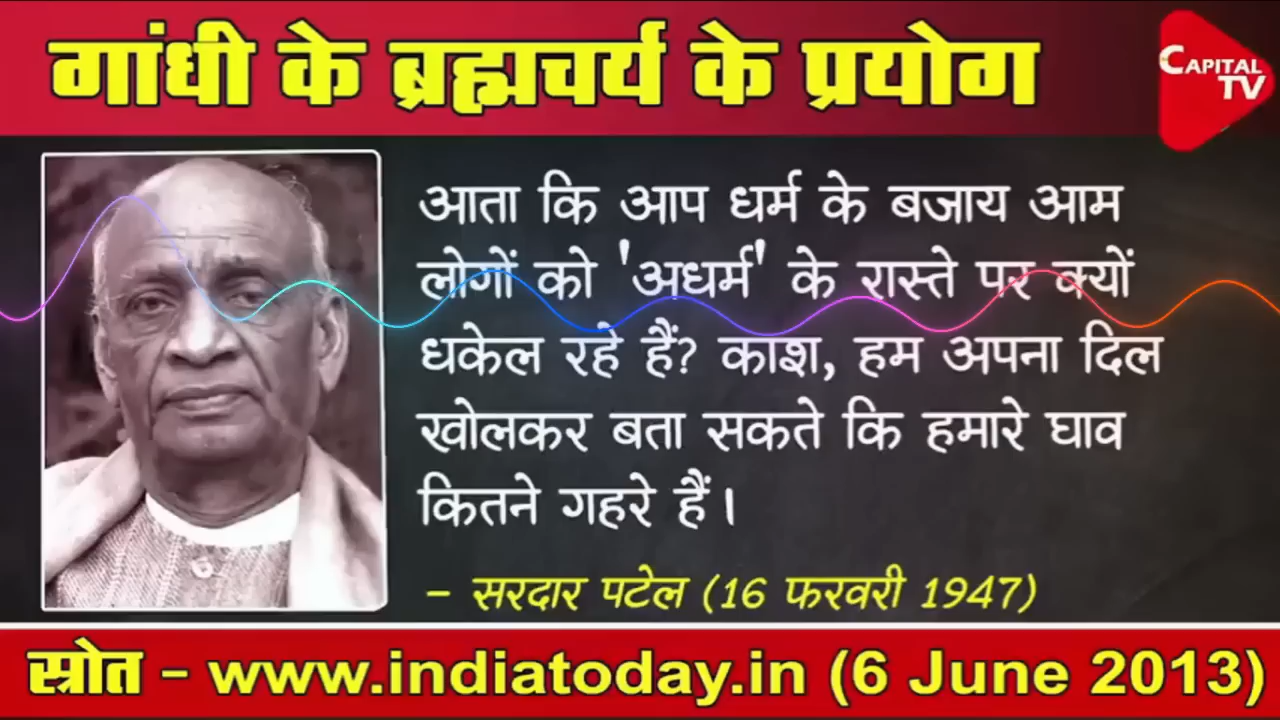 गांधी के ब्रह्मचर्य के प्रयोग
CAPITAL
TV
आता कि आप धर्म के बजाय आम
लोगों को 'अधर्म' के रास्ते पर क्यों
धकेल रहे हैं? काश, हम अपना दिल
खोलकर बता सकते कि हमारे घाव
कितने गहरे हैं।
– सरदार पटेल (16 फरवरी 1947)
स्रोत - www.indiatoday.in (6 June 2013)